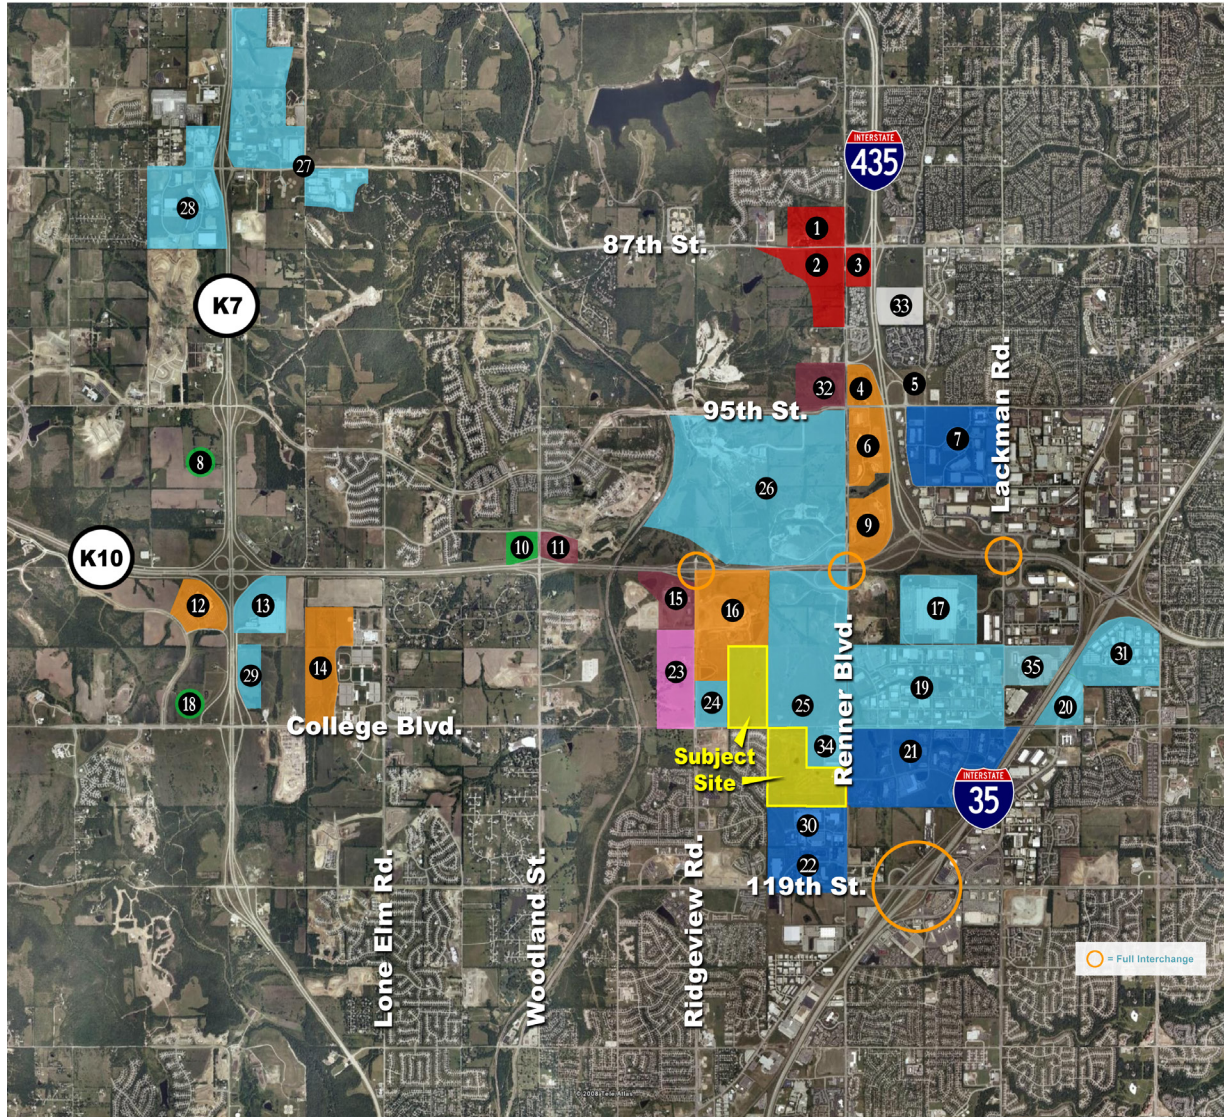 INTERSTATE
435
27
28
1
87th St.
2
3
K7
33
Lackman Rd.
32
4
5
95th St.
6
7
8
26
9
K10
10
11
12
13
15
16
17
14
23
Renner Blvd.
31
35
29
24
25
19
20
18
College Blvd.
Subject
Site
34
21
INTERSTATE
35
30
22
119th St.
Lone Elm Rd.
Woodland St.
Ridgeview Rd.
= Full Interchange
© 2008 Tele Atlas